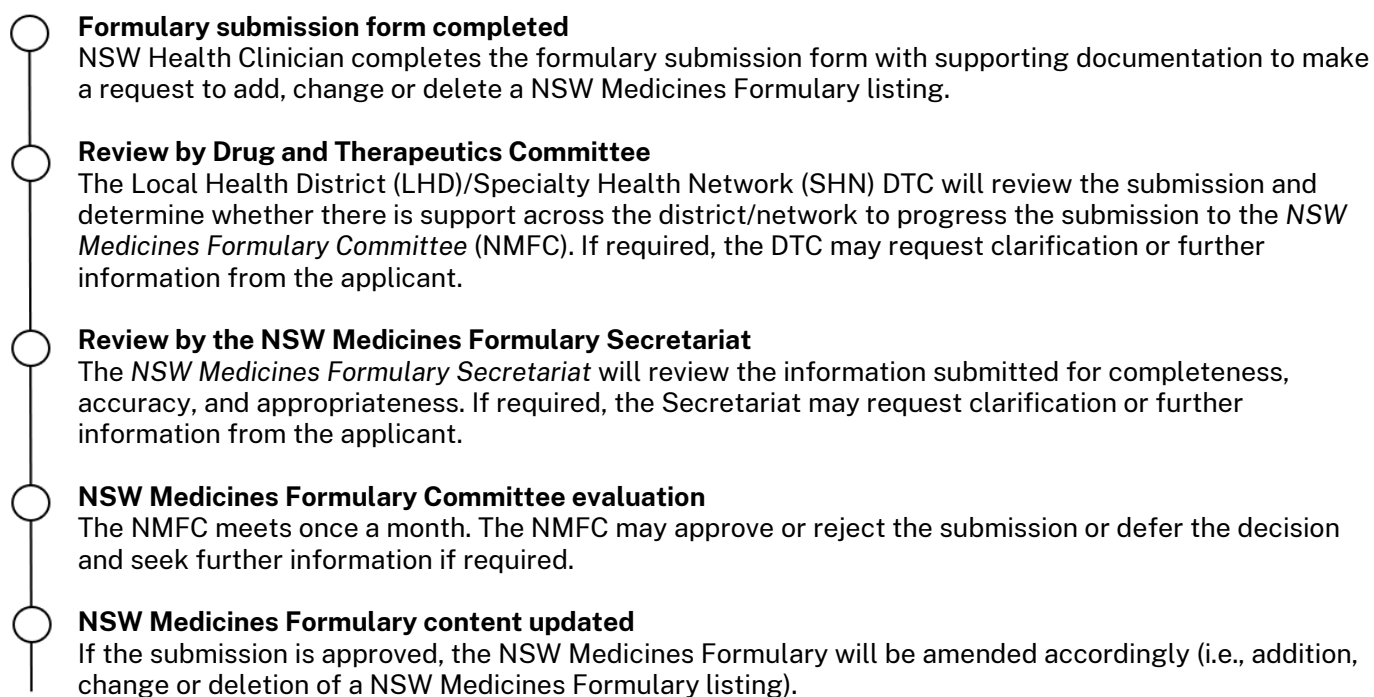 Formulary submission form completed
NSW Health Clinician completes the formulary submission form with supporting documentation to make
a request to add, change or delete a NSW Medicines Formulary listing.
Review by Drug and Therapeutics Committee
The Local Health District (LHD)/Specialty Health Network (SHN) DTC will review the submission and
determine whether there is support across the district/network to progress the submission to the NSW
Medicines Formulary Committee (NMFC). If required, the DTC may request clarification or further
information from the applicant.
Review by the NSW Medicines Formulary Secretariat
The NSW Medicines Formulary Secretariat will review the information submitted for completeness,
accuracy, and appropriateness. If required, the Secretariat may request clarification or further
information from the applicant.
NSW Medicines Formulary Committee evaluation
The NMFC meets once a month. The NMFC may approve or reject the submission or defer the decision
and seek further information if required.
NSW Medicines Formulary content updated
If the submission is approved, the NSW Medicines Formulary will be amended accordingly (i.e., addition,
change or deletion of a NSW Medicines Formulary listing).